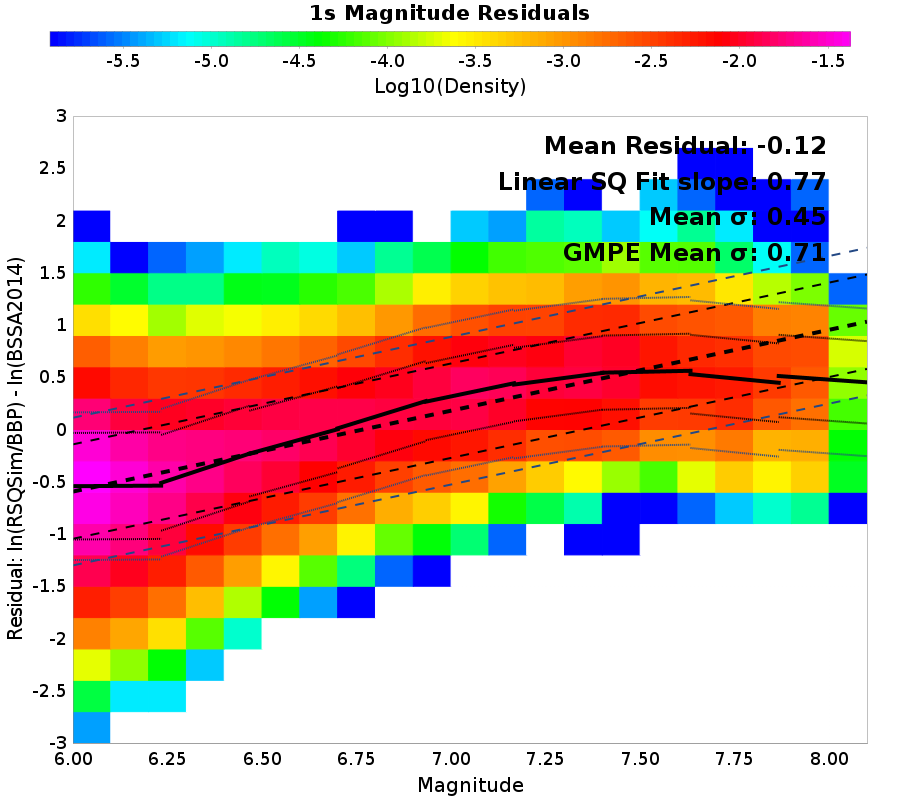 1s Magnitude Residuals
-5.5 -5.0 -4.5 -4.0 -3.5 -3.0 -2.5 -2.0 -1.5
Log10(Density)
Mean Residual: -0.12
Linear SQ Fit slope: 0.77
Mean σ: 0.45
GMPE Mean σ: 0.71
3
2.5
2
1.5
1
0.5
0
-0.5
-1
-1.5
-2
-2.5
-3
Residual: ln(RSQSim/BBP) - ln(BSSA2014)
6.00 6.25 6.50 6.75 7.00 7.25 7.50 7.75 8.00
Magnitude